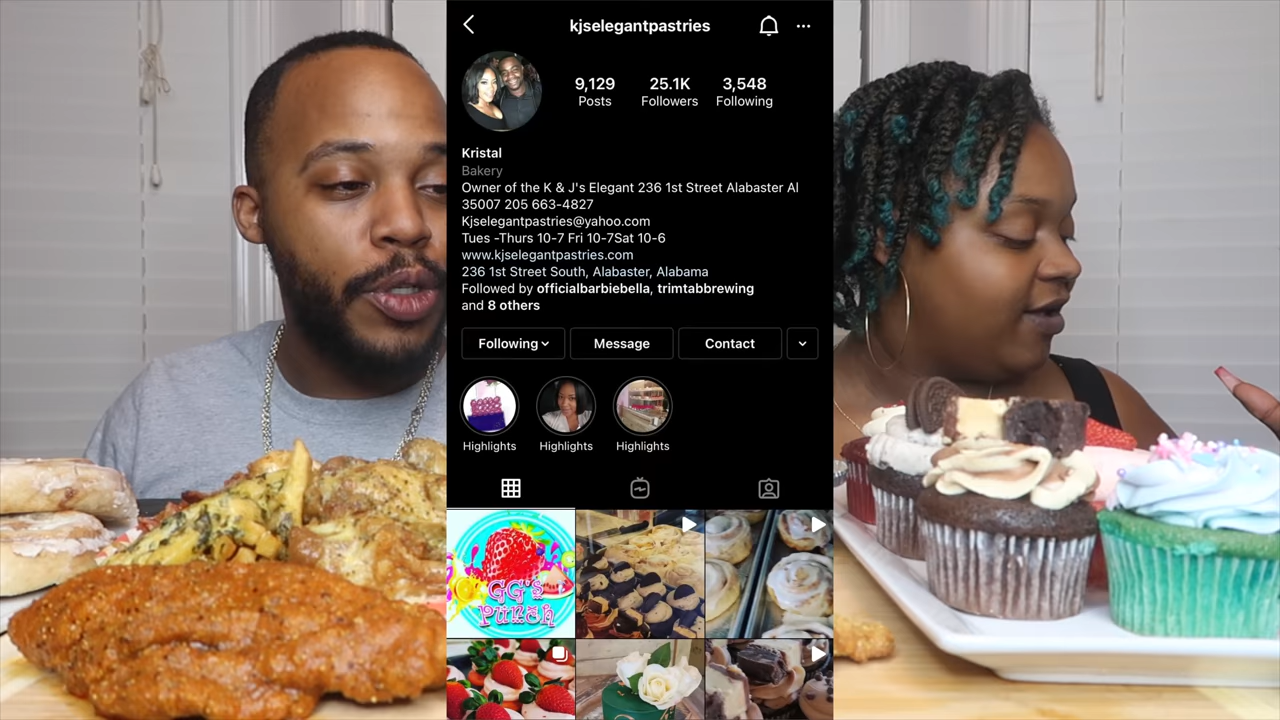 kjselegantpastries
9,129
25.1K
3,548
Posts
Followers
Following
Kristal
Bakery
Owner of the K & J's Elegant 236 1st Street Alabaster Al
35007 205 663-4827
Kjselegantpastries@yahoo.com
Tues -Thurs 10-7 Fri 10-7Sat 10-6
www.kjselegantpastries.com
236 1st Street South, Alabaster, Alabama
Followed by officialbarbiebella, trimtabbrewing
and 8 others
Following
Message
Contact
Highlights
Highlights
Highlights
GG's
Punch